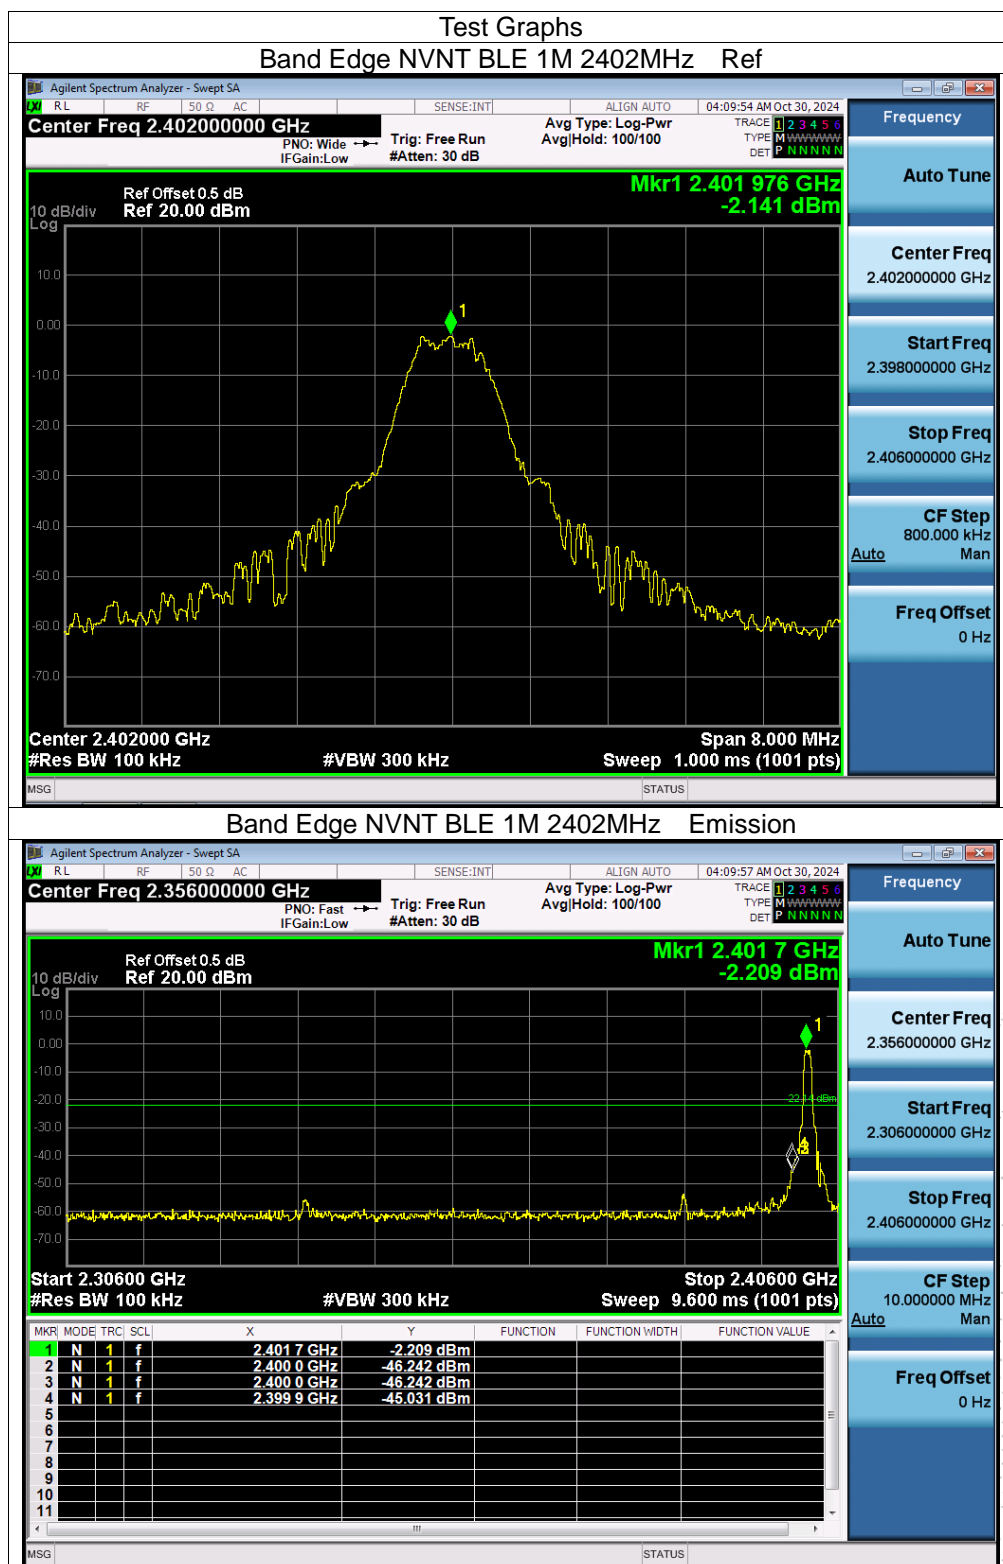 Test Graphs
Band Edge NVNT BLE 1M 2402MHz Ref
Agilent Spectrum Analyzer - Swept SA
LXI RL RF 50 Ω AC SENSE:INT ALIGN AUTO 04:09:54 AM Oct 30, 2024
Center Freq 2.402000000 GHz
PNO: Wide
IFGain:Low
Trig: Free Run
#Atten: 30 dB
Avg Type: Log-Pwr
Avg|Hold: 100/100
TRACE 1 2 3 4 5 6
TYPE M WWWWW
DET P N N N N N
Frequency
Auto Tune
Center Freq
2.402000000 GHz
Start Freq
2.398000000 GHz
Stop Freq
2.406000000 GHz
CF Step
800.000 kHz
Auto Man
Freq Offset
0 Hz
Mkr1 2.401 976 GHz
-2.141 dBm
Ref Offset 0.5 dB
10 dB/div Ref 20.00 dBm
Log
10.0
0.00
-10.0
-20.0
-30.0
-40.0
-50.0
-60.0
-70.0
1
Center 2.402000 GHz Span 8.000 MHz
#Res BW 100 kHz #VBW 300 kHz Sweep 1.000 ms (1001 pts)
MSG STATUS
Band Edge NVNT BLE 1M 2402MHz Emission
Agilent Spectrum Analyzer - Swept SA
LXI RL RF 50 Ω AC SENSE:INT ALIGN AUTO 04:09:57 AM Oct 30, 2024
Center Freq 2.356000000 GHz
PNO: Fast
IFGain:Low
Trig: Free Run
#Atten: 30 dB
Avg Type: Log-Pwr
Avg|Hold: 100/100
TRACE 1 2 3 4 5 6
TYPE M WWWWW
DET P N N N N N
Frequency
Auto Tune
Center Freq
2.356000000 GHz
Start Freq
2.306000000 GHz
Stop Freq
2.406000000 GHz
CF Step
10.000000 MHz
Auto Man
Freq Offset
0 Hz
Mkr1 2.401 7 GHz
-2.209 dBm
Ref Offset 0.5 dB
10 dB/div Ref 20.00 dBm
Log
10.0
0.00
-10.0
-20.0
-30.0
-40.0
-50.0
-60.0
-70.0
1
Start 2.30600 GHz Stop 2.40600 GHz
#Res BW 100 kHz #VBW 300 kHz Sweep 9.600 ms (1001 pts)
MKR MODE TRC SCL X Y FUNCTION FUNCTION WIDTH FUNCTION VALUE
1 N 1 f 2.401 7 GHz -2.209 dBm
2 N 1 f 2.400 0 GHz -46.242 dBm
3 N 1 f 2.400 0 GHz -46.242 dBm
4 N 1 f 2.399 9 GHz -45.031 dBm
5
6
7
8
9
10
11
MSG STATUS